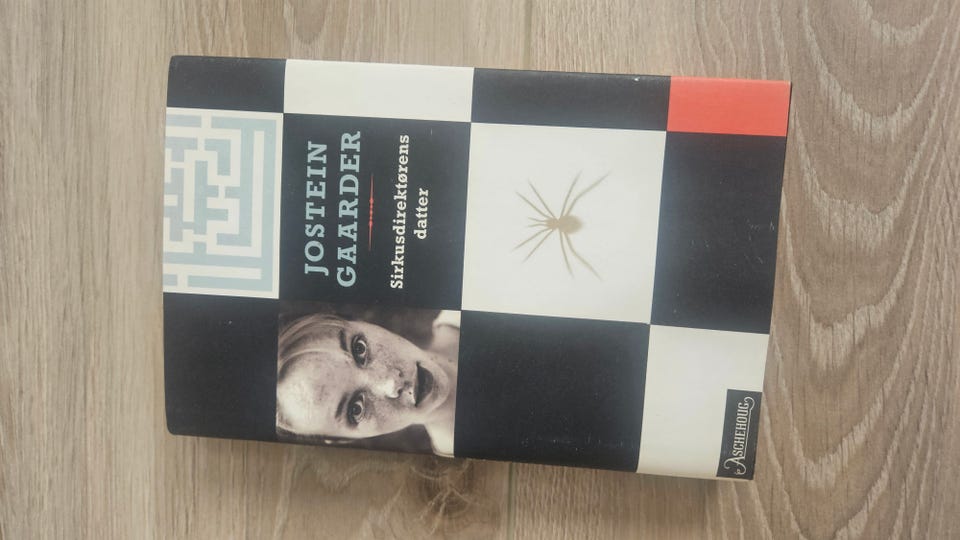 JOSTEIN
GAARDER
Sirkusdirektørens
datter
ASCHEHOUG